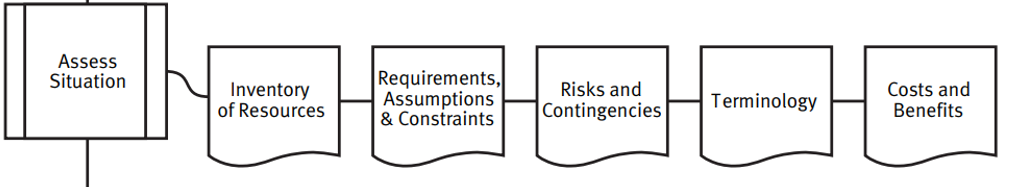 Assess
Situation
Inventory
of Resources
Requirements,
Assumptions
& Constraints
Risks and
Contingencies
Terminology
Costs and
Benefits